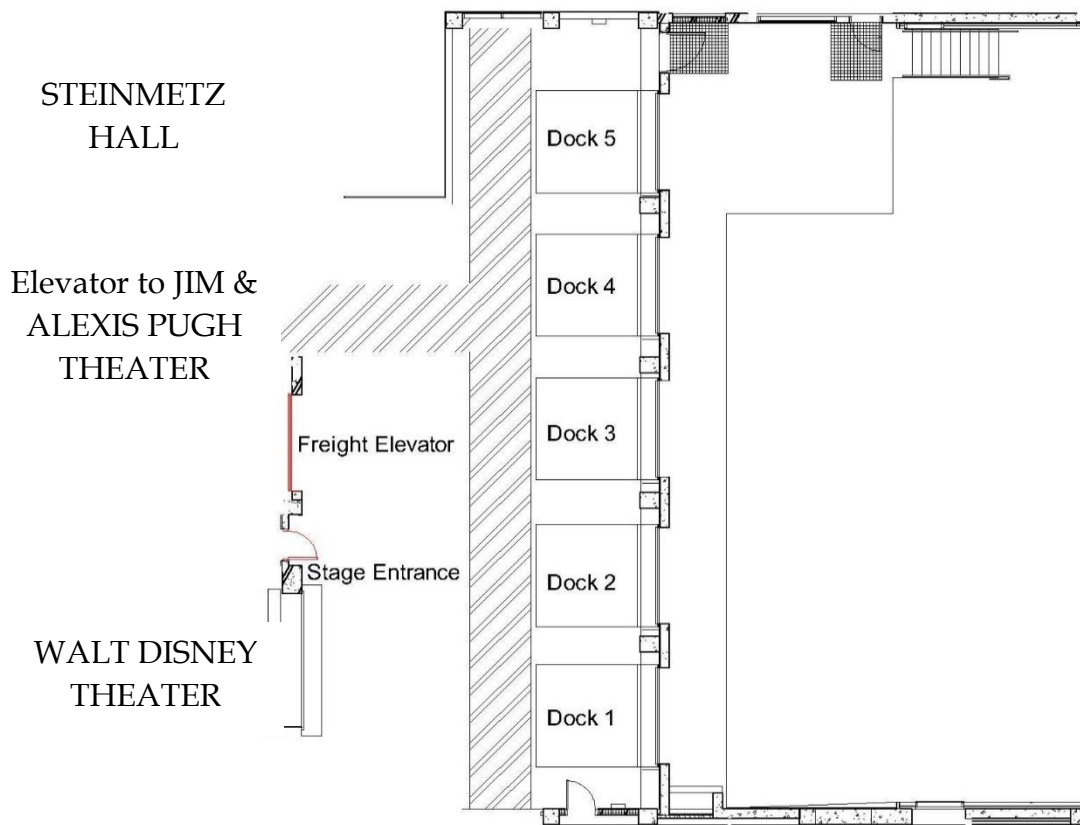 STEINMETZ
HALL
Dock 5
Elevator to JIM &
ALEXIS PUGH
THEATER
Dock 4
Freight Elevator
Dock 3
Stage Entrance
Dock 2
WALT DISNEY
THEATER
Dock 1